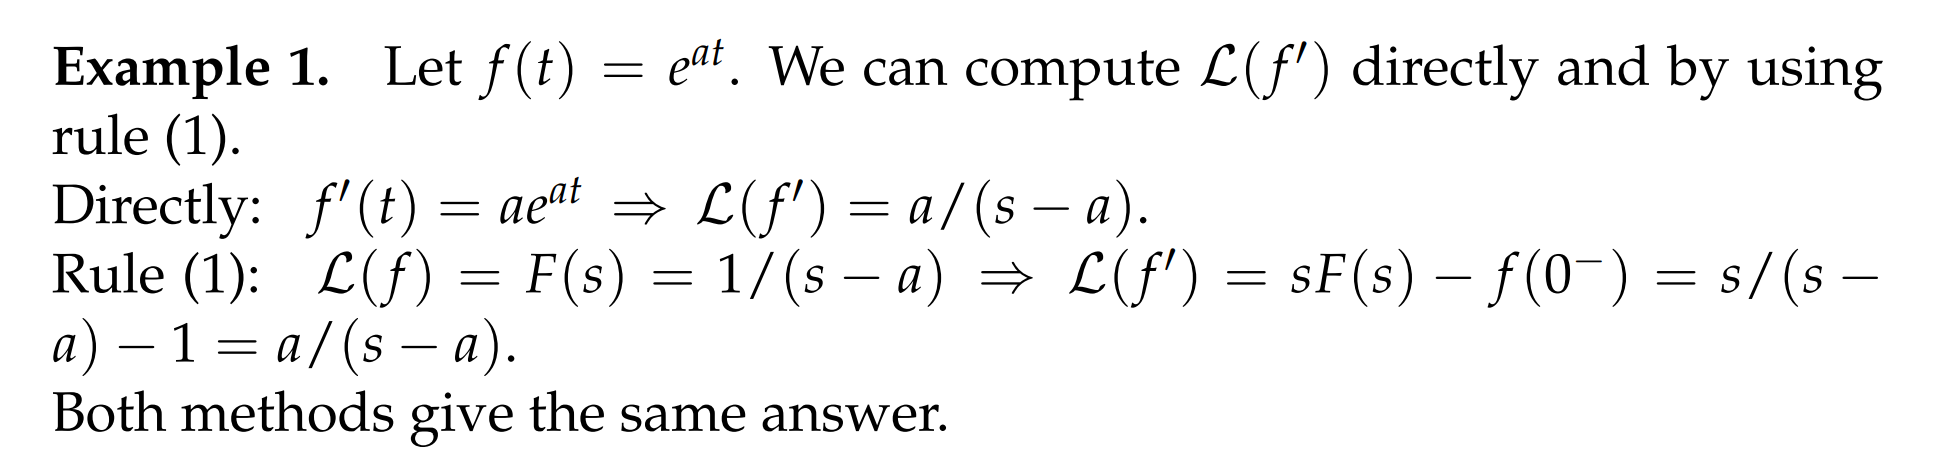 Example 1. Let f(t) = e^{at}. We can compute ℒ(f′) directly and by using
rule (1).
Directly: f′(t) = ae^{at} ⇒ ℒ(f′) = a/(s − a).
Rule (1): ℒ(f) = F(s) = 1/(s − a) ⇒ ℒ(f′) = sF(s) − f(0⁻) = s/(s −
a) − 1 = a/(s − a).
Both methods give the same answer.